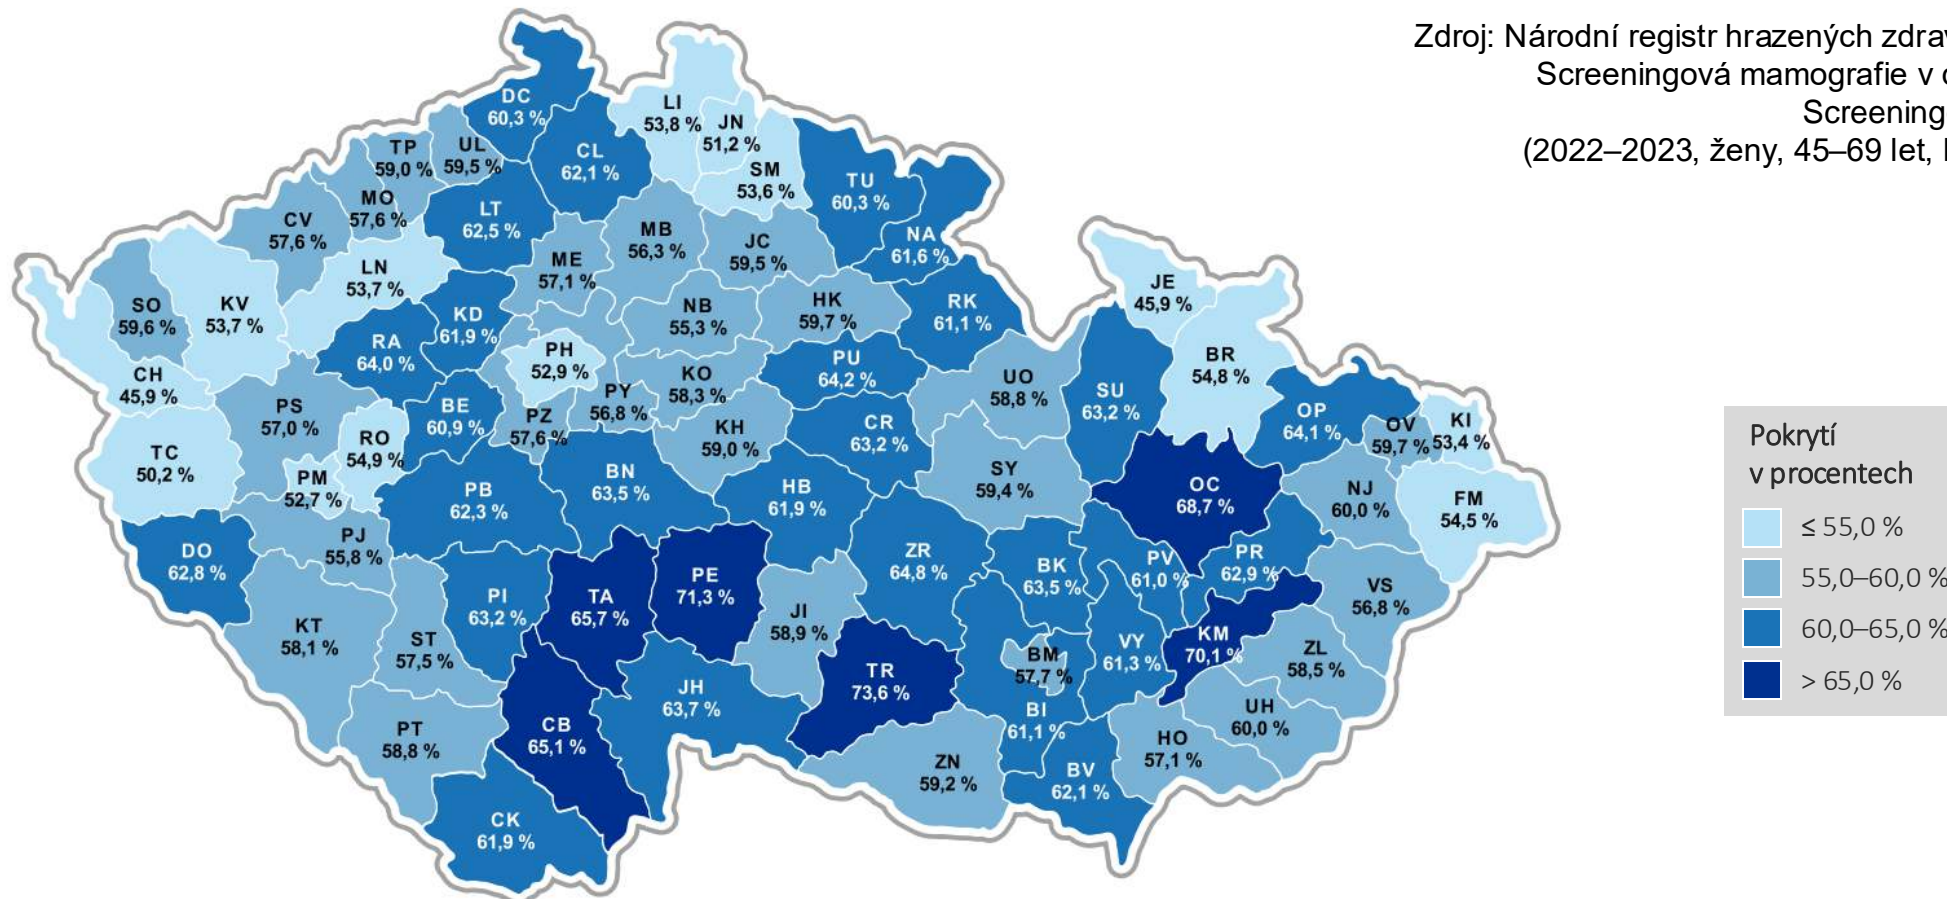 Zdroj: Národní registr hrazených
Screeningová mamografie v
Screening
(2022–2023, ženy, 45–69 let,
DC
60,3 %
LI
53,8 %
JN
51,2 %
TP
59,0 %
UL
59,5 %
CL
62,1 %
SM
53,6 %
TU
60,3 %
MO
57,6 %
CV
57,6 %
LT
62,5 %
MB
56,3 %
JC
59,5 %
NA
61,6 %
LN
53,7 %
ME
57,1 %
JE
45,9 %
SO
59,6 %
KV
53,7 %
KD
61,9 %
NB
55,3 %
HK
59,7 %
RK
61,1 %
RA
64,0 %
PH
52,9 %
PU
64,2 %
BR
54,8 %
CH
45,9 %
KO
58,3 %
UO
58,8 %
SU
63,2 %
PS
57,0 %
BE
60,9 %
PZ
57,6 %
PY
56,8 %
KH
59,0 %
CR
63,2 %
OP
64,1 %
OV
59,7 %
KI
53,4 %
TC
50,2 %
RO
54,9 %
PM
52,7 %
PB
62,3 %
BN
63,5 %
HB
61,9 %
SY
59,4 %
OC
68,7 %
NJ
60,0 %
FM
54,5 %
DO
62,8 %
PJ
55,8 %
ZR
64,8 %
BK
63,5 %
PV
61,0 %
PR
62,9 %
PI
63,2 %
TA
65,7 %
PE
71,3 %
JI
58,9 %
VS
56,8 %
KT
58,1 %
ST
57,5 %
BM
57,7 %
VY
61,3 %
KM
70,1 %
ZL
58,5 %
TR
73,6 %
JH
63,7 %
BI
61,1 %
UH
60,0 %
PT
58,8 %
CB
65,1 %
HO
57,1 %
ZN
59,2 %
BV
62,1 %
CK
61,9 %
Pokrytí
v procentech
≤ 55,0 %
55,0–60,0 %
60,0–65,0 %
> 65,0 %